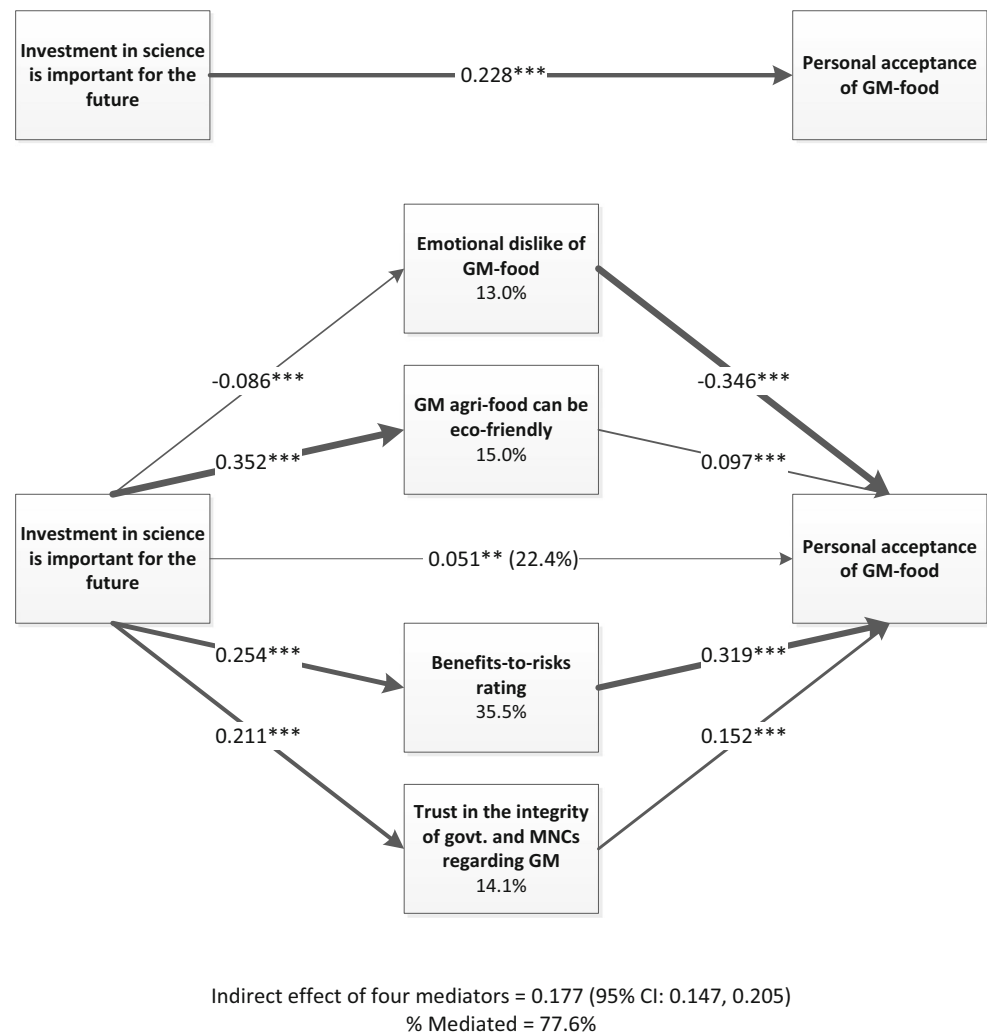 Investment in science
is important for the
future
0.228***
Personal acceptance
of GM-food
Emotional dislike of
GM-food
13.0%
-0.086***
-0.346***
GM agri-food can be
eco-friendly
15.0%
0.352***
0.097***
Investment in science
is important for the
future
0.051** (22.4%)
Personal acceptance
of GM-food
0.254***
Benefits-to-risks
rating
35.5%
0.319***
0.211***
0.152***
Trust in the integrity
of govt. and MNCs
regarding GM
14.1%
Indirect effect of four mediators = 0.177 (95% CI: 0.147, 0.205)
% Mediated = 77.6%